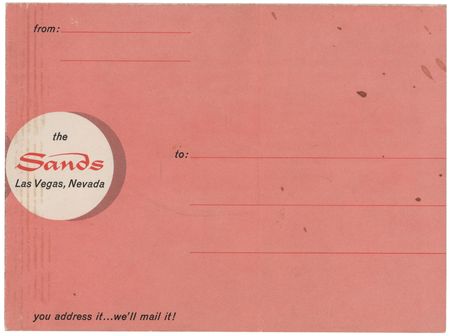 from:
the
Sands
Las Vegas, Nevada
to:
you address it...we'll mail it!